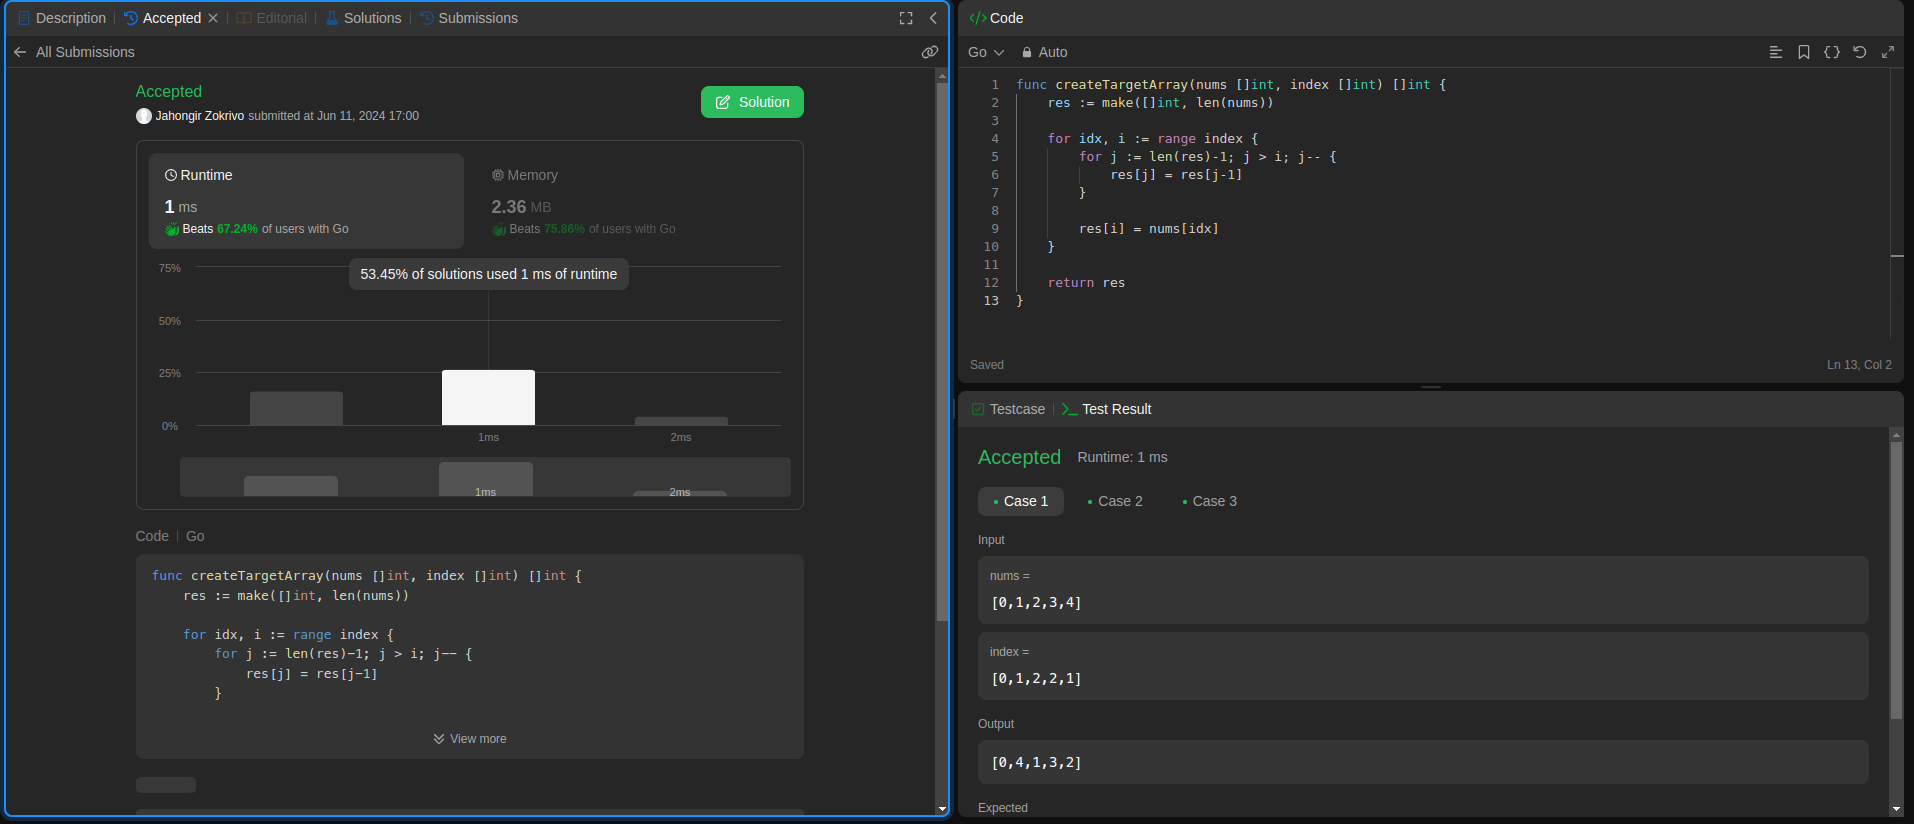 Description | Accepted | Editorial | Solutions | Submissions
All Submissions
Accepted
Jahongir Zokrivo submitted at Jun 11, 2024 17:00
Solution
Runtime
1 ms
Beats 67.24% of users with Go
Memory
2.36 MB
Beats 75.86% of users with Go
53.45% of solutions used 1 ms of runtime
75%
50%
25%
0%
1ms 2ms
1ms 2ms
Code | Go
func createTargetArray(nums []int, index []int) []int {
    res := make([]int, len(nums))
    for idx, i := range index {
        for j := len(res)-1; j > i; j-- {
            res[j] = res[j-1]
        }
View more
</> Code
Go Auto
1 func createTargetArray(nums []int, index []int) []int {
2     res := make([]int, len(nums))
3
4     for idx, i := range index {
5         for j := len(res)-1; j > i; j-- {
6             res[j] = res[j-1]
7         }
8
9         res[i] = nums[idx]
10     }
11
12     return res
13 }
Saved
Ln 13, Col 2
Testcase | >_ Test Result
Accepted Runtime: 1 ms
• Case 1 • Case 2 • Case 3
Input
nums =
[0,1,2,3,4]
index =
[0,1,2,2,1]
Output
[0,4,1,3,2]
Expected